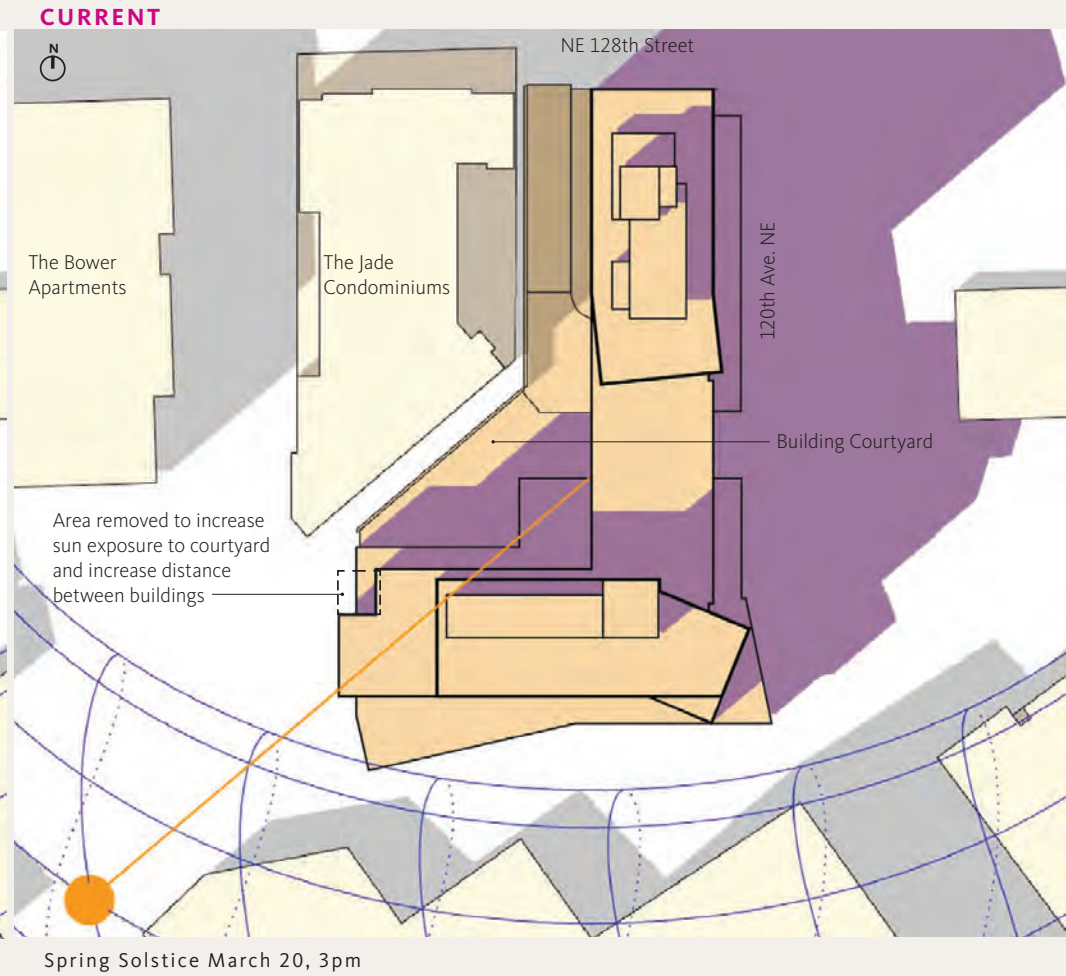 CURRENT
N
NE 128th Street
The Bower
Apartments
The Jade
Condominiums
120th Ave. NE
Building Courtyard
Area removed to increase
sun exposure to courtyard
and increase distance
between buildings
Spring Solstice March 20, 3pm